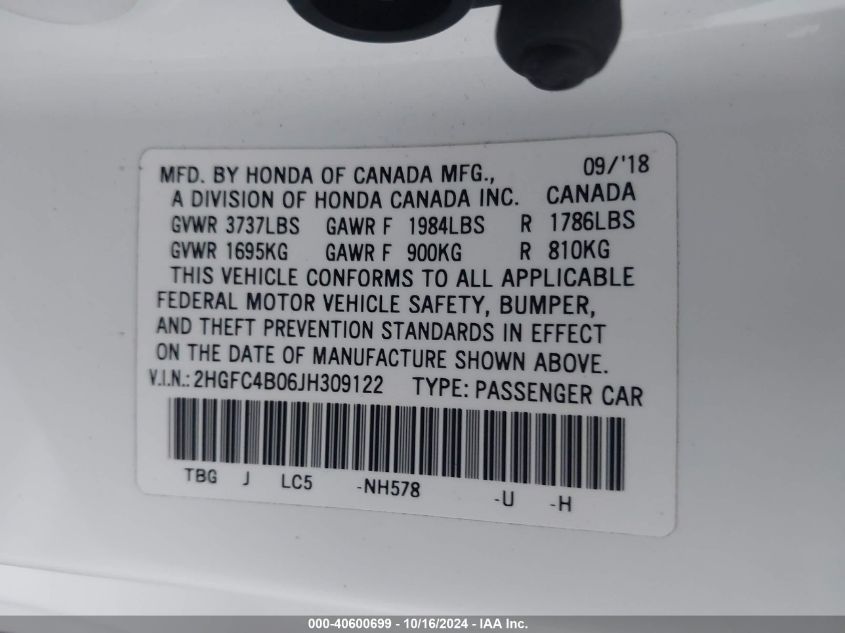 MFD. BY HONDA OF CANADA MFG., 09/'18
A DIVISION OF HONDA CANADA INC. CANADA
GVWR 3737LBS GAWR F 1984LBS R 1786LBS
GVWR 1695KG GAWR F 900KG R 810KG
THIS VEHICLE CONFORMS TO ALL APPLICABLE
FEDERAL MOTOR VEHICLE SAFETY, BUMPER,
AND THEFT PREVENTION STANDARDS IN EFFECT
ON THE DATE OF MANUFACTURE SHOWN ABOVE.
V.I.N.: 2HGFC4B06JH309122 TYPE: PASSENGER CAR
TBG J LC5 -NH578 -U -H
000-40600699 - 10/16/2024 - IAA Inc.